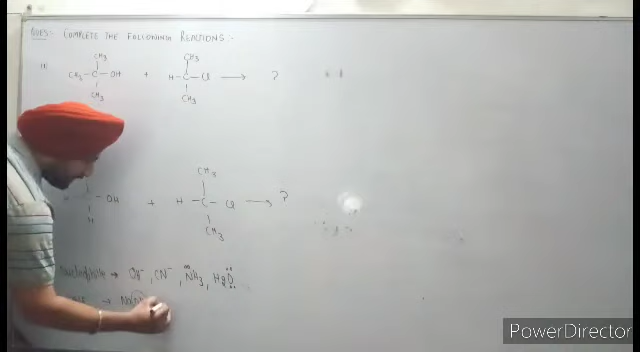 QUES:- COMPLETE THE FOLLOWING REACTIONS:-
CH3 CH3
CH3-C-OH + H-C-Cl → ?
CH3 CH3
CH3
-OH + H-C-Cl → ?
H CH3
Nucleophile → OH-, CN-, NH3, H2O
→
PowerDirector